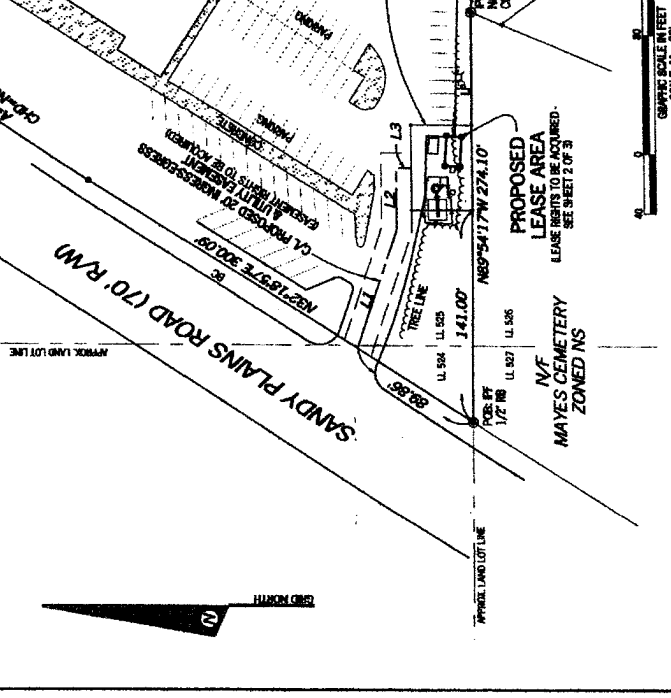 PARKING
PARKING
CONCRETE
C/L PROPOSED 20' INGRESS-EGRESS
& UTILITY EASEMENT
(EASEMENT RIGHTS TO BE ACQUIRED)
L3
L2
L1
N32°18'57"E 300.09'
BC
SANDY PLAINS ROAD (70' R/W)
APPROX. LAND LOT LINE
TREE LINE
LL 524
LL 525
LL 527
LL 526
141.00'
N89°54'17"W 274.10'
89.86'
PROPOSED
LEASE AREA
(LEASE RIGHTS TO BE ACQUIRED -
SEE SHEET 2 OF 3)
POB: IPF
1/2" RB
N/F
MAYES CEMETERY
ZONED NS
APPROX. LAND LOT LINE
GRID NORTH
N
40
0
80
GRAPHIC SCALE IN FEET